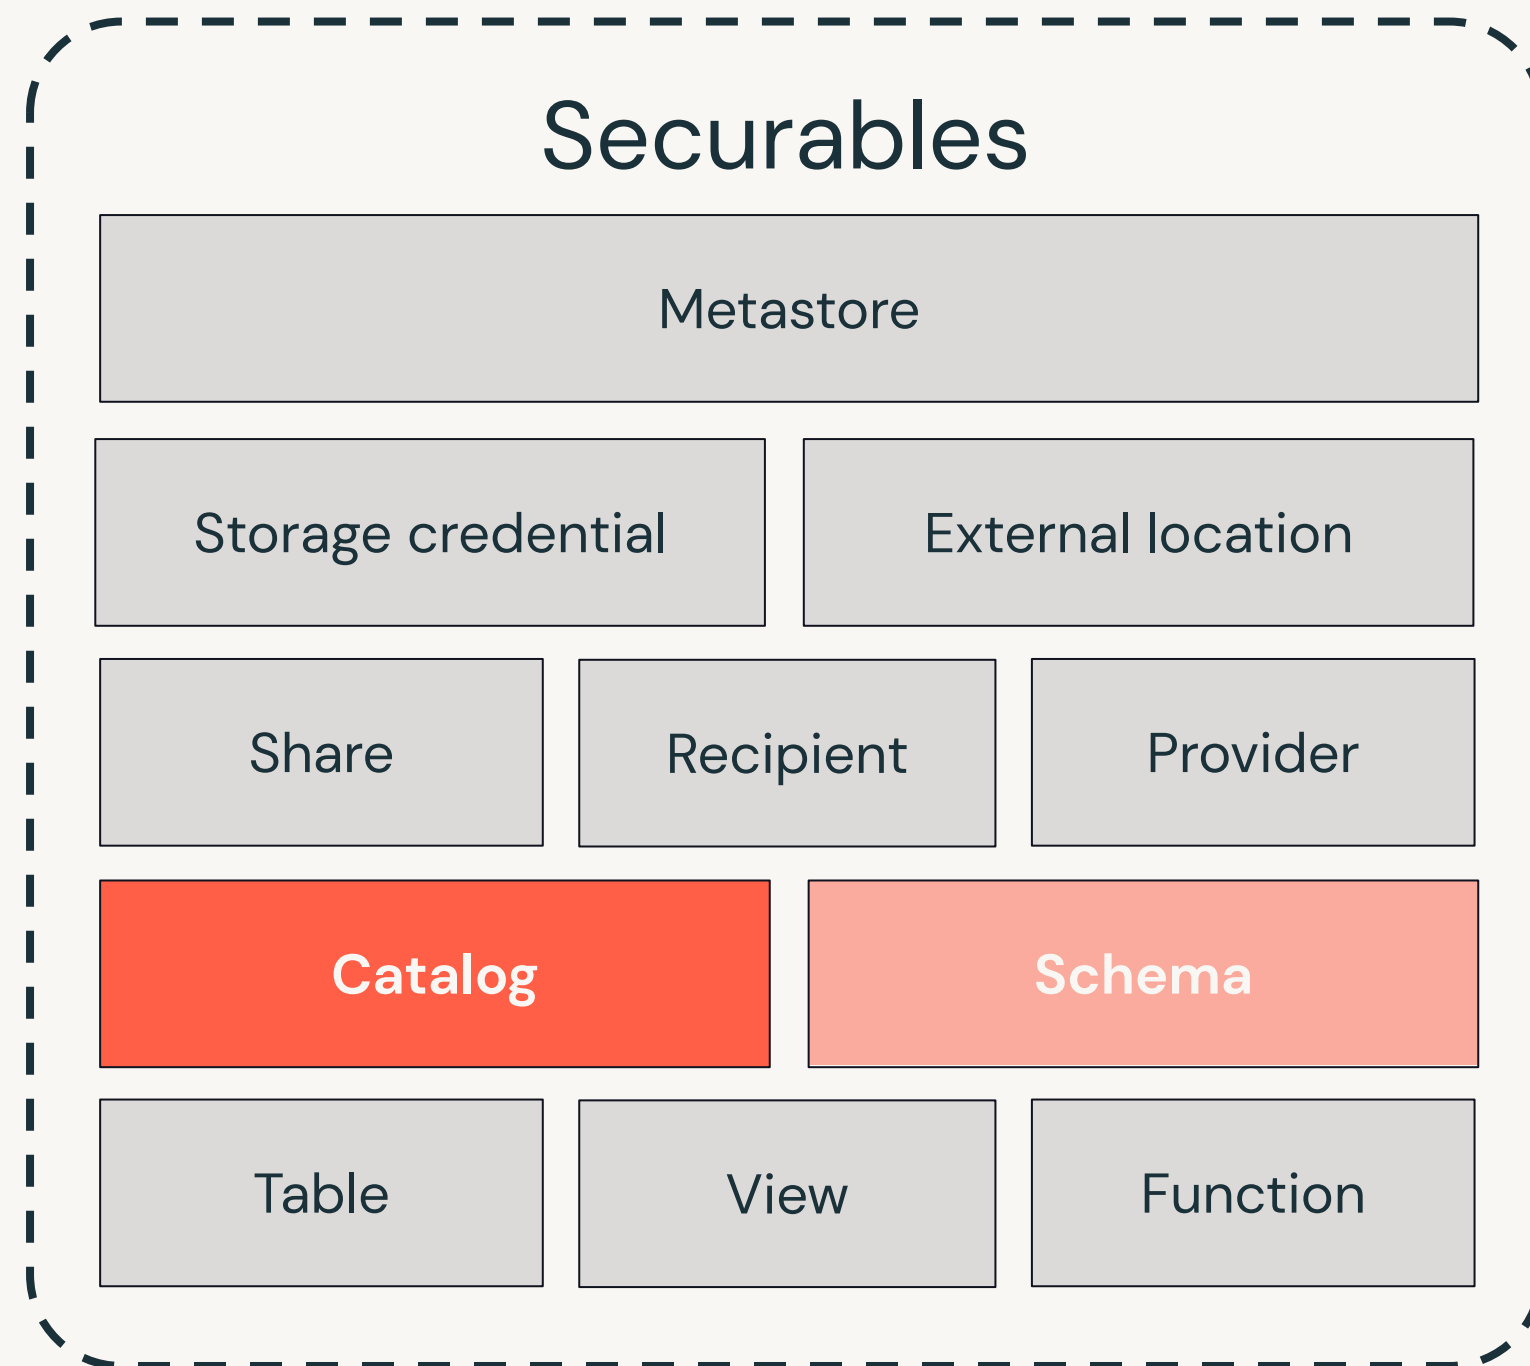 Securables
Metastore
Storage credential
External location
Share
Recipient
Provider
Catalog
Schema
Table
View
Function